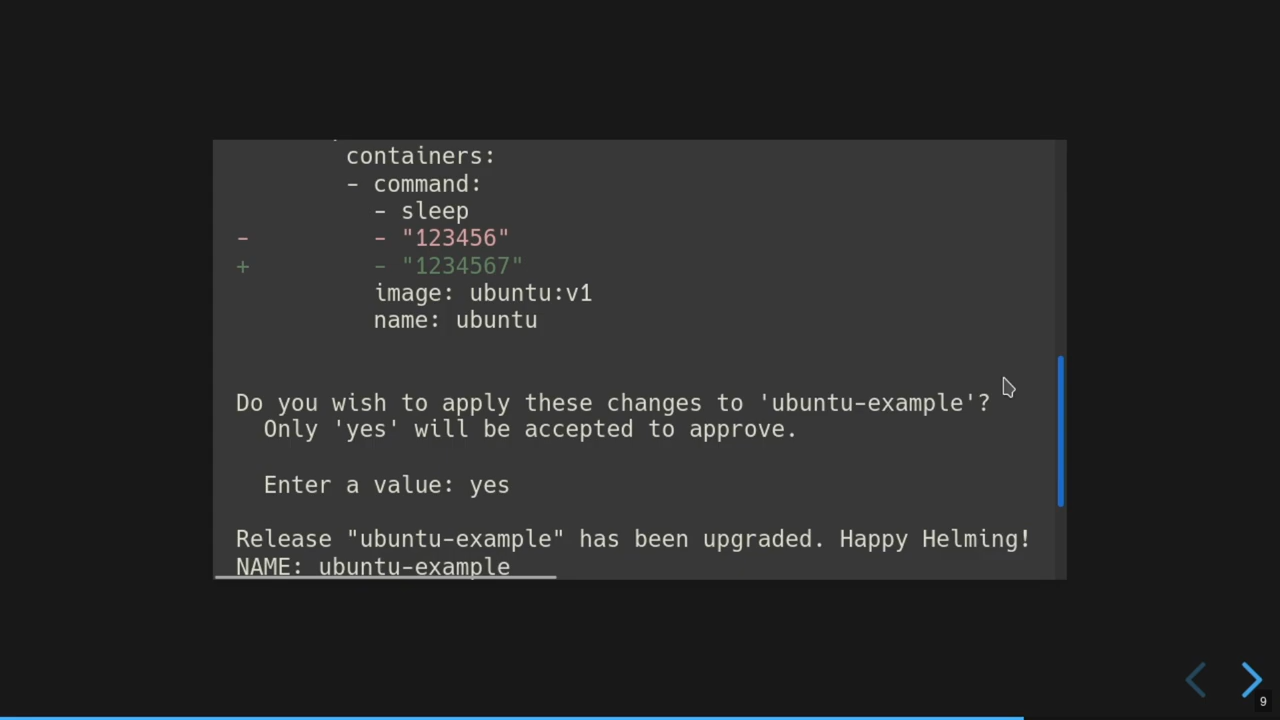 containers:
- command:
- sleep
- - "123456"
+ - "1234567"
image: ubuntu:v1
name: ubuntu
Do you wish to apply these changes to 'ubuntu-example'?
Only 'yes' will be accepted to approve.
Enter a value: yes
Release "ubuntu-example" has been upgraded. Happy Helming!
NAME: ubuntu-example
9